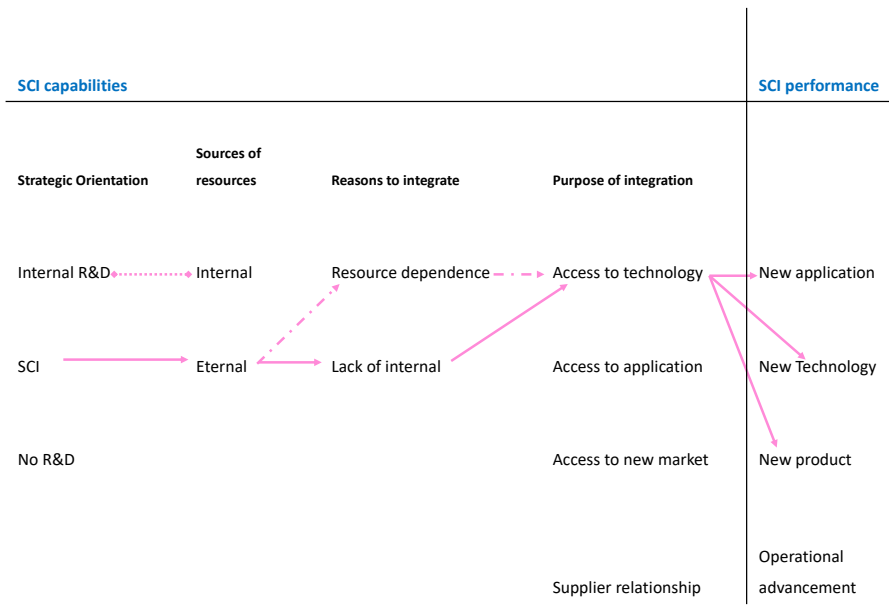 SCI capabilities SCI performance
Sources of
Strategic Orientation resources Reasons to integrate Purpose of integration
Internal R&D Internal Resource dependence Access to technology New application
SCI Eternal Lack of internal Access to application New Technology
No R&D Access to new market New product
Operational
Supplier relationship advancement